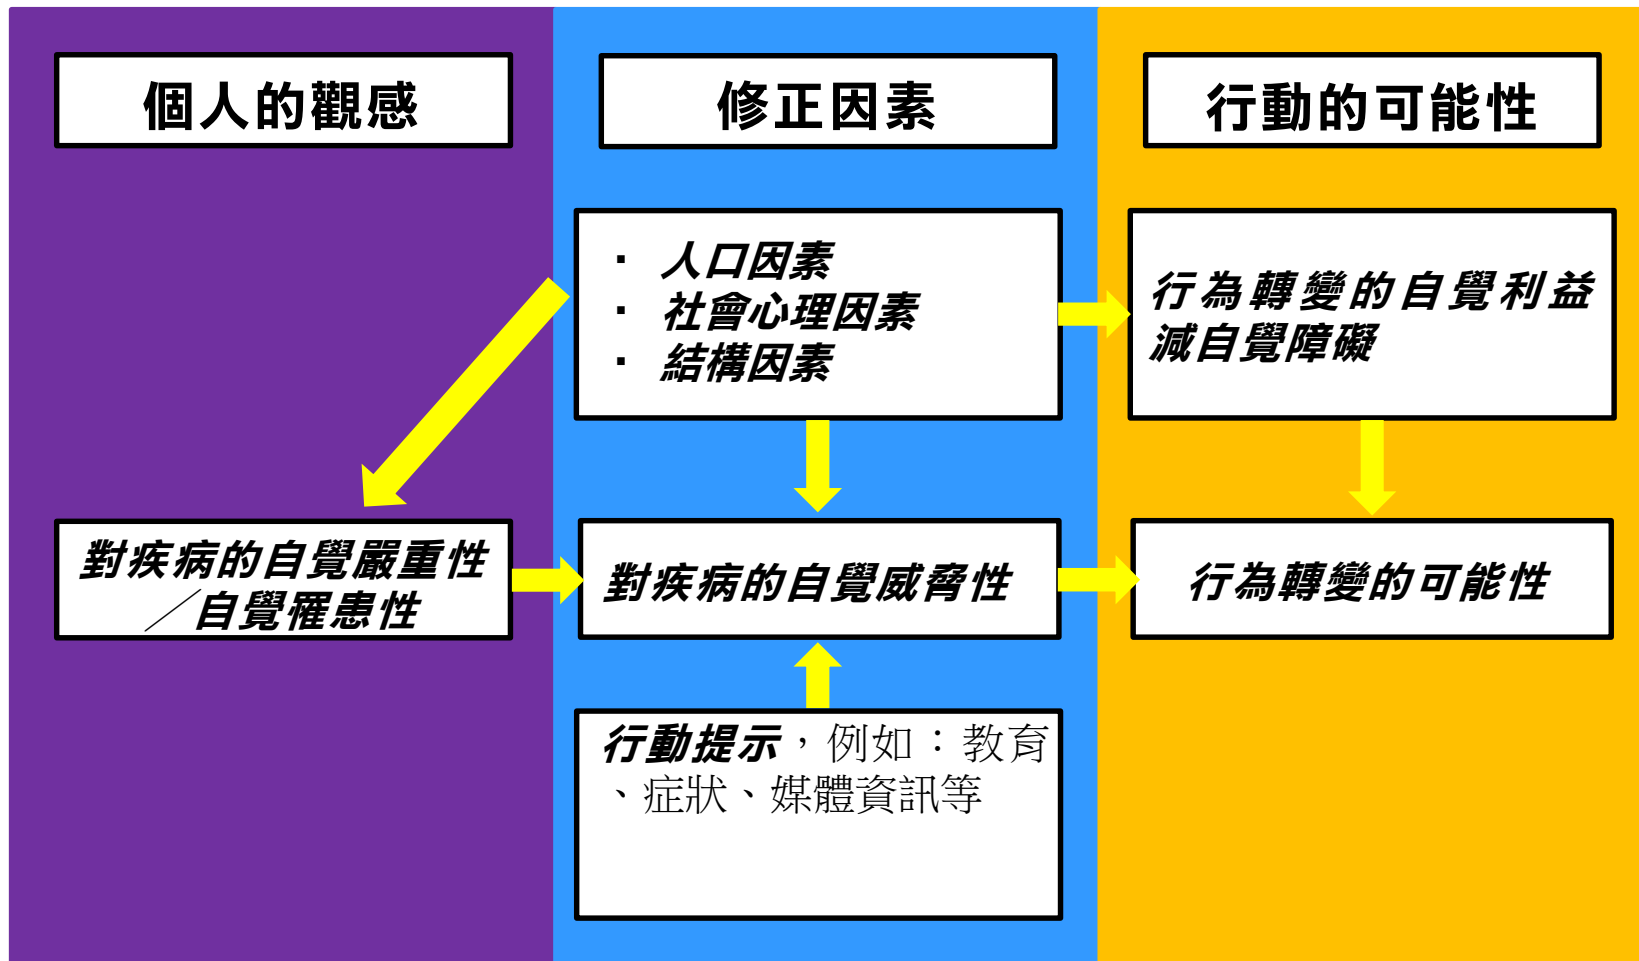 個人的觀感
修正因素
行動的可能性
· 人口因素
· 社會心理因素
· 結構因素
行為轉變的自覺利益
減自覺障礙
對疾病的自覺嚴重性
／自覺罹患性
對疾病的自覺威脅性
行為轉變的可能性
行動提示，例如：教育
、症狀、媒體資訊等